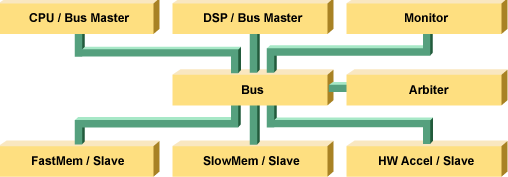 CPU / Bus Master
DSP / Bus Master
Monitor
Bus
Arbiter
FastMem / Slave
SlowMem / Slave
HW Accel / Slave